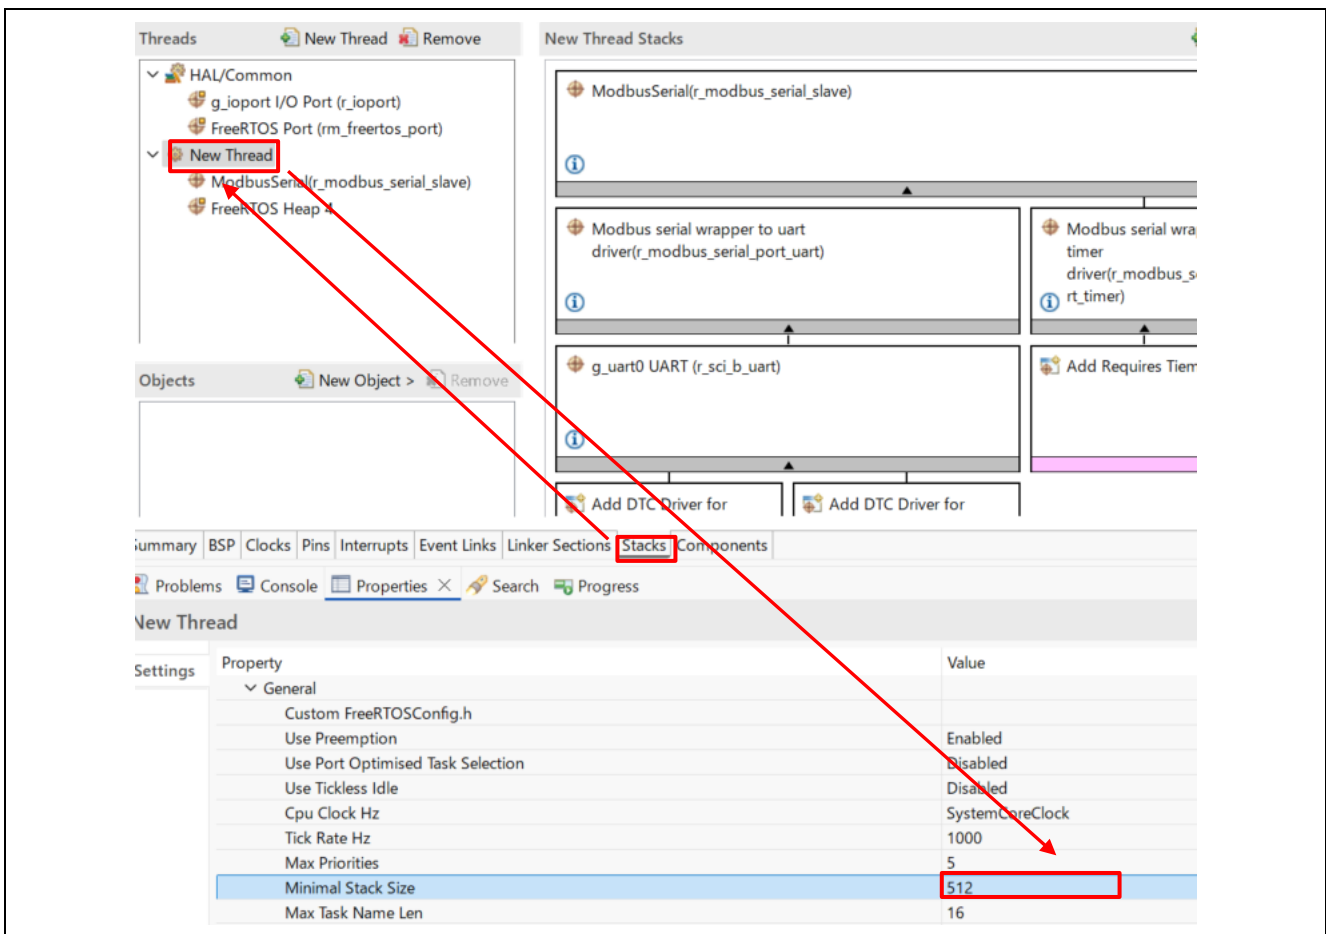 Threads New Thread Remove
HAL/Common
g_ioport I/O Port (r_ioport)
FreeRTOS Port (rm_freertos_port)
New Thread
ModbusSerial(r_modbus_serial_slave)
FreeRTOS Heap 4
New Thread Stacks
ModbusSerial(r_modbus_serial_slave)
Modbus serial wrapper to uart
driver(r_modbus_serial_port_uart)
Modbus serial wra
timer
driver(r_modbus_s
rt_timer)
g_uart0 UART (r_sci_b_uart)
Add Requires Tiem
Add DTC Driver for
Add DTC Driver for
Objects New Object > Remove
Summary BSP Clocks Pins Interrupts Event Links Linker Sections Stacks Components
Problems Console Properties Search Progress
New Thread
Settings
Property Value
General
Custom FreeRTOSConfig.h
Use Preemption Enabled
Use Port Optimised Task Selection Disabled
Use Tickless Idle Disabled
Cpu Clock Hz SystemCoreClock
Tick Rate Hz 1000
Max Priorities 5
Minimal Stack Size 512
Max Task Name Len 16